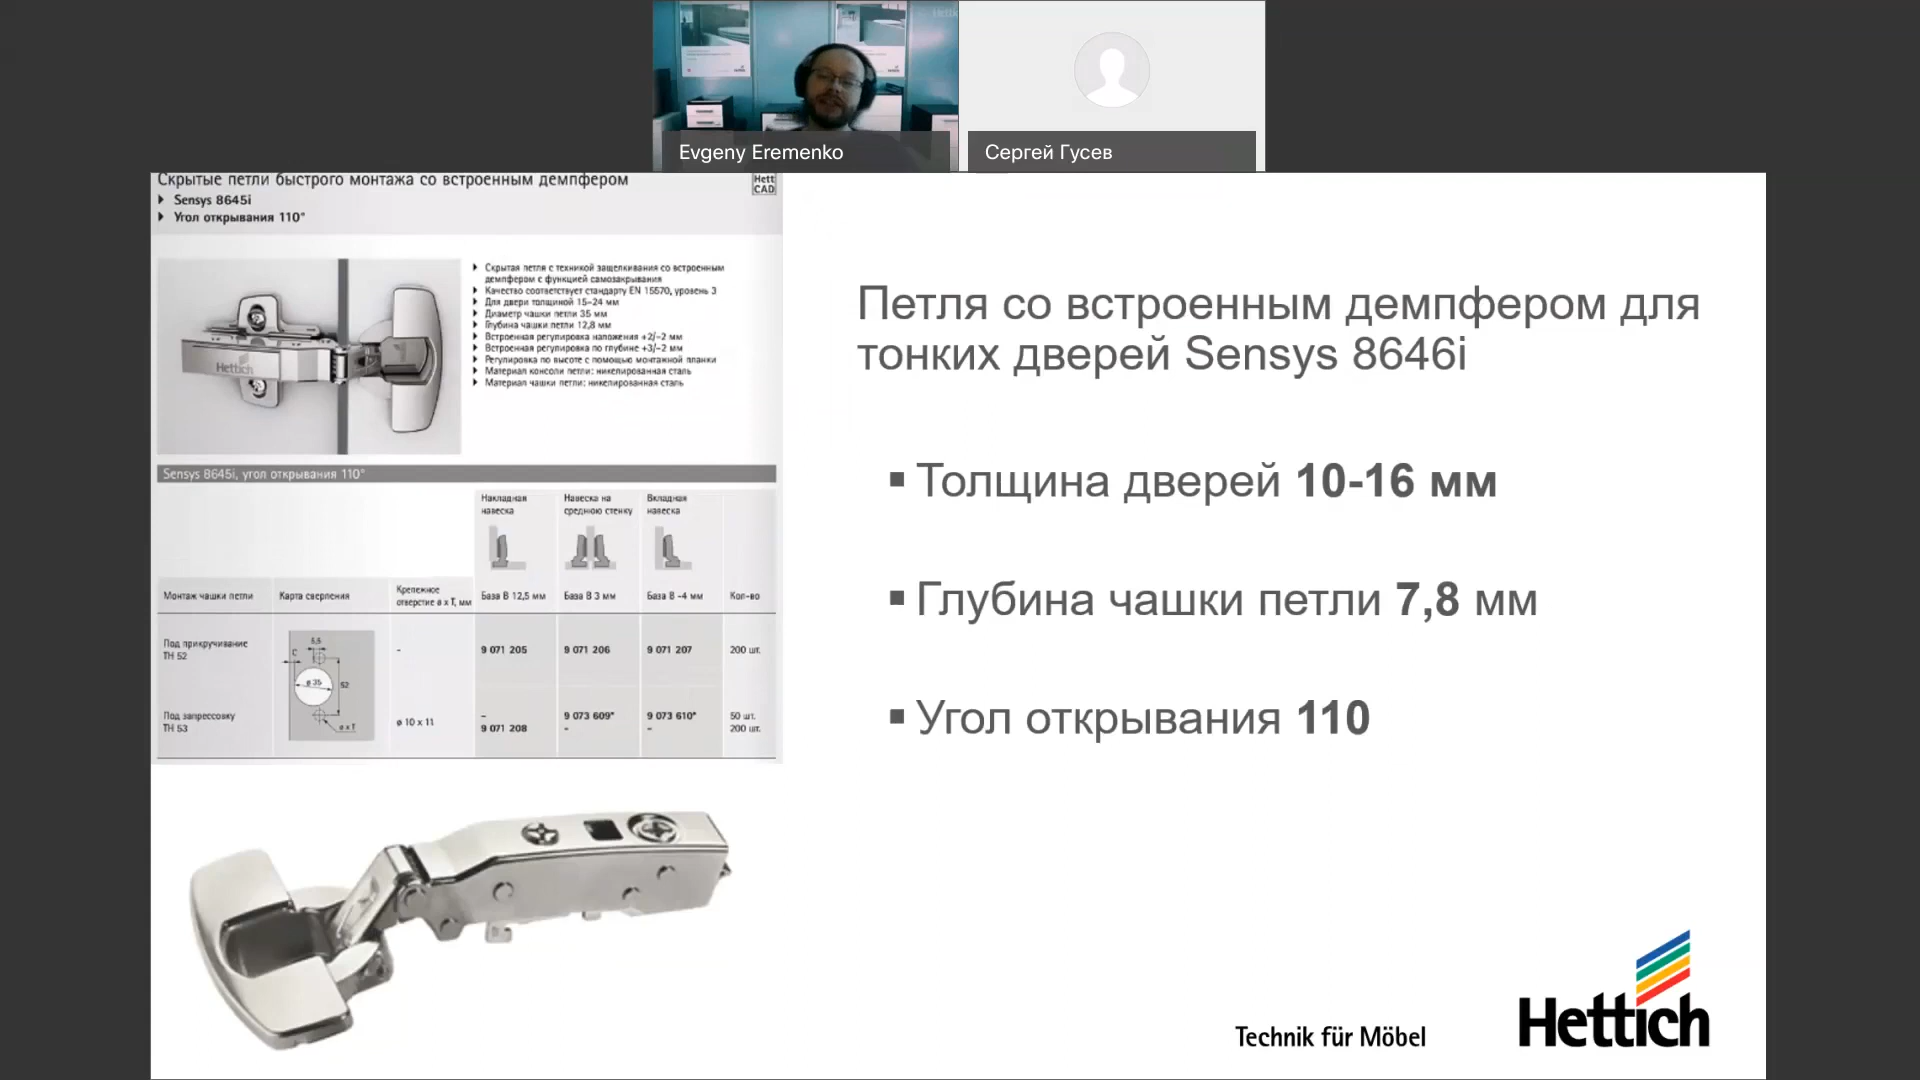 Evgeny Eremenko
Сергей Гусев
Скрытые петли быстрого монтажа со встроенным демпфером
Hett
CAD
Sensys 8645i
Угол открывания 110°
Скрытая петля с техникой защелкивания со встроенным
демпфером с функцией самозакрывания
Качество соответствует стандарту EN 15570, уровень 3
Для двери толщиной 15–24 мм
Диаметр чашки петли 35 мм
Глубина чашки петли 12,8 мм
Встроенная регулировка наложения +2/–2 мм
Встроенная регулировка по глубине +3/–2 мм
Регулировка по высоте с помощью монтажной планки
Материал консоли петли: никелированная сталь
Материал чашки петли: никелированная сталь
Hettich
Sensys 8645i, угол открывания 110°
Накладная
навеска
Навеска на
среднюю стенку
Вкладная
навеска
Монтаж чашки петли
Карта сверления
Крепежное
отверстие ø x T, мм
База B 12,5 мм
База B 3 мм
База B -4 мм
Кол-во
Под прикручивание
TH 52
5,5
C
ø 35
52
ø x T
-
9 071 205
9 071 206
9 071 207
200 шт.
Под запрессовку
TH 53
ø 10 x 11
–
9 071 208
9 073 609*
–
9 073 610*
–
50 шт.
200 шт.
Петля со встроенным демпфером для
тонких дверей Sensys 8646i
▪ Толщина дверей 10-16 мм
▪ Глубина чашки петли 7,8 мм
▪ Угол открывания 110
Technik für Möbel
Hettich